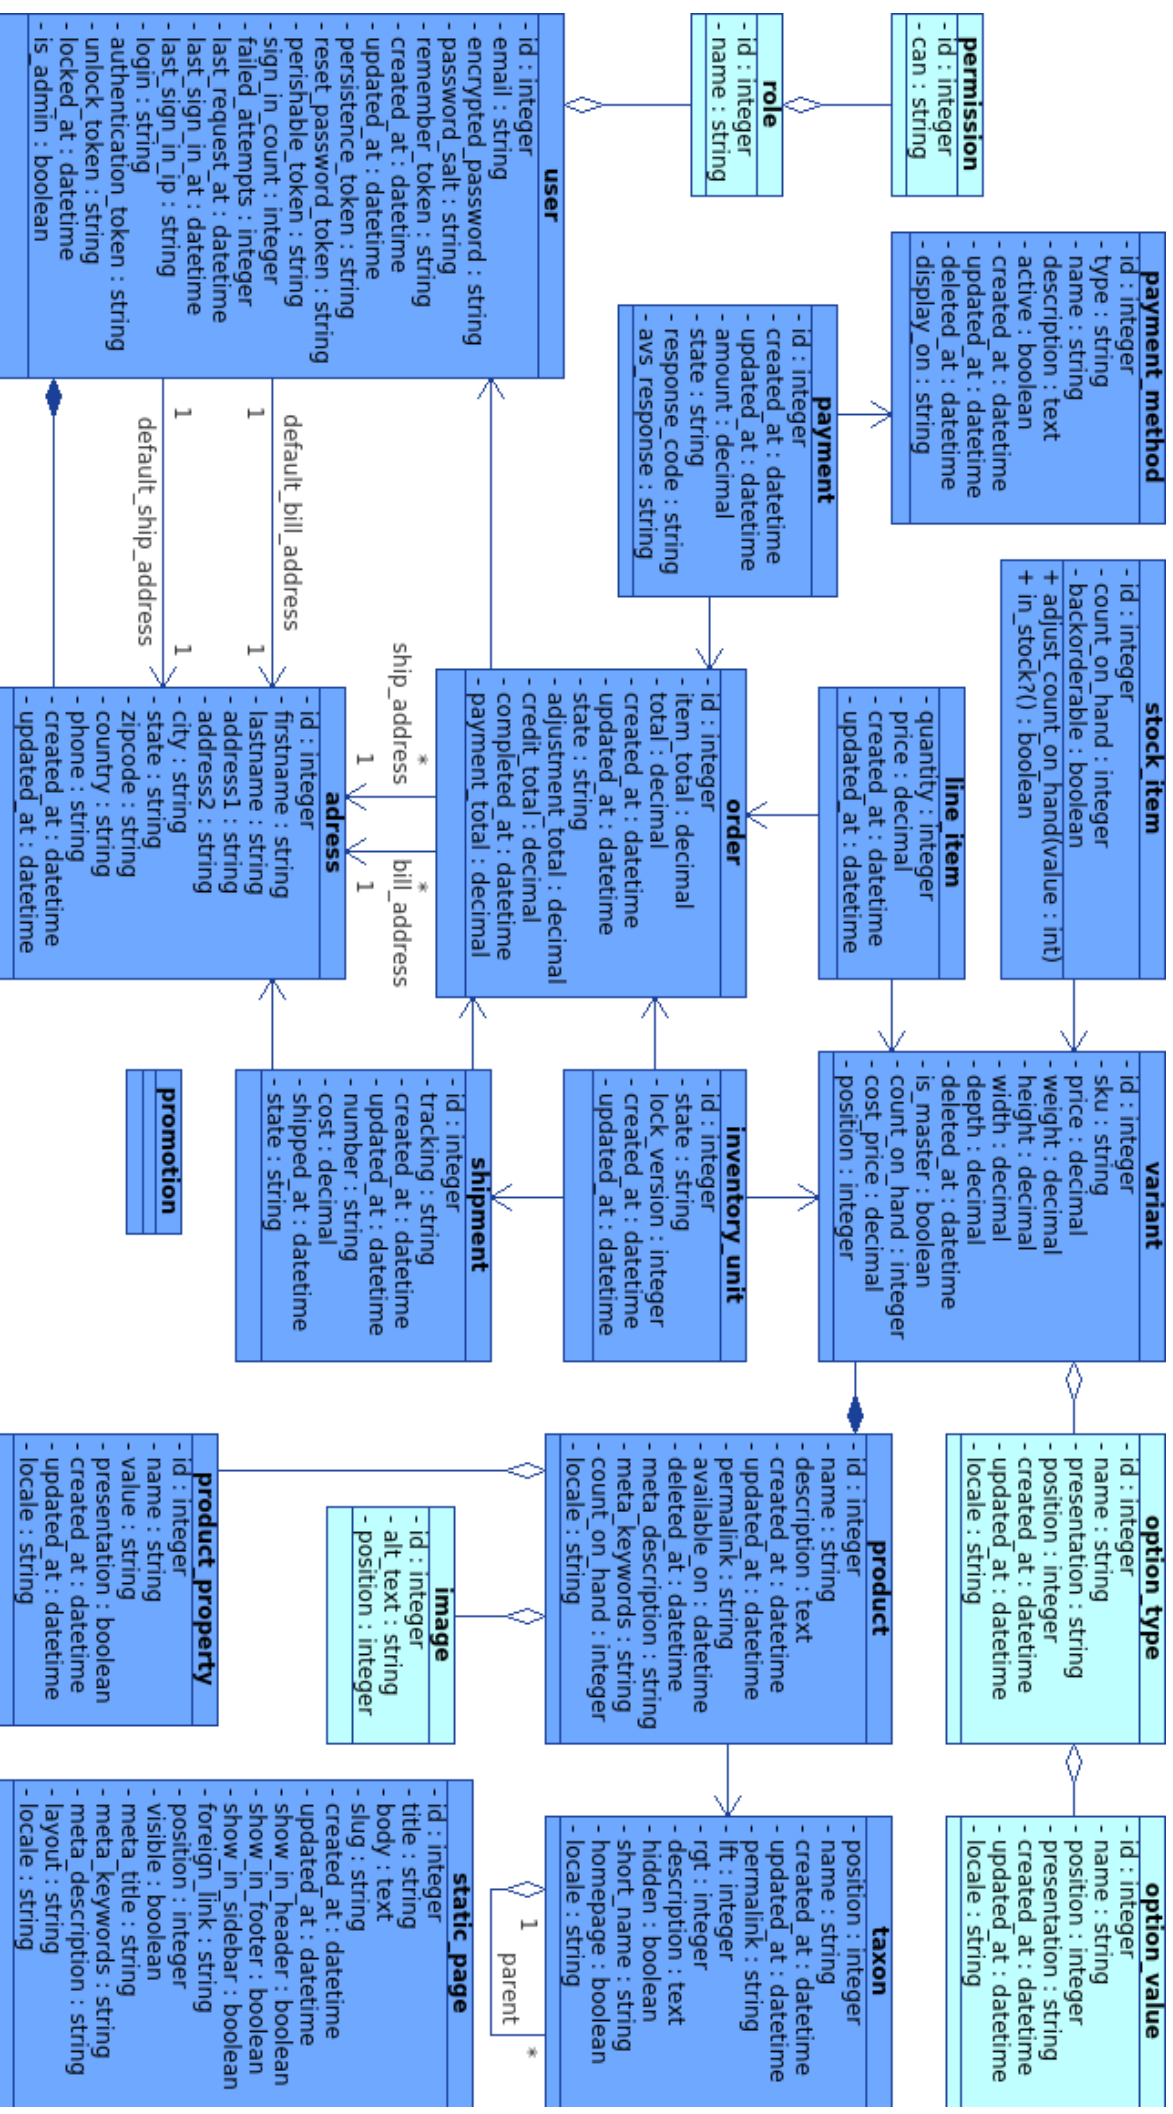 permission
- id : integer
- can : string
role
- id : integer
- name : string
user
- id : integer
- email : string
- encrypted_password : string
- password_salt : string
- remember_token : string
- created_at : datetime
- updated_at : datetime
- persistence_token : string
- reset_password_token : string
- perishable_token : string
- sign_in_count : integer
- failed_attempts : integer
- last_request_at : datetime
- last_sign_in_at : datetime
- last_sign_in_ip : string
- login : string
- authentication_token : string
- unlock_token : string
- locked_at : datetime
- is_admin : boolean
payment_method
- id : integer
- type : string
- name : string
- description : text
- active : boolean
- created_at : datetime
- updated_at : datetime
- deleted_at : datetime
- display_on : string
payment
- id : integer
- created_at : datetime
- updated_at : datetime
- amount : decimal
- state : string
- response_code : string
- avs_response : string
default_bill_address
1
1
default_ship_address
1
1
stock_item
- id : integer
- count_on_hand : integer
- backorderable : boolean
+ adjust_count_on_hand(value : int)
+ in_stock?() : boolean
line_item
- quantity : integer
- price : decimal
- created_at : datetime
- updated_at : datetime
order
- id : integer
- item_total : decimal
- total : decimal
- created_at : datetime
- updated_at : datetime
- state : string
- adjustment_total : decimal
- credit_total : decimal
- completed_at : datetime
- payment_total : decimal
ship_address
*
1
bill_address
*
1
adress
- id : integer
- firstname : string
- lastname : string
- address1 : string
- address2 : string
- city : string
- state : string
- zipcode : string
- country : string
- phone : string
- created_at : datetime
- updated_at : datetime
variant
- id : integer
- sku : string
- price : decimal
- weight : decimal
- height : decimal
- width : decimal
- depth : decimal
- deleted_at : datetime
- is_master : boolean
- count_on_hand : integer
- cost_price : decimal
- position : integer
inventory_unit
- id : integer
- state : string
- lock_version : integer
- created_at : datetime
- updated_at : datetime
shipment
- id : integer
- tracking : string
- created_at : datetime
- updated_at : datetime
- number : string
- cost : decimal
- shipped_at : datetime
- state : string
promotion
option_type
- id : integer
- name : string
- presentation : string
- position : integer
- created_at : datetime
- updated_at : datetime
- locale : string
product
- id : integer
- name : string
- description : text
- created_at : datetime
- updated_at : datetime
- permalink : string
- available_on : datetime
- deleted_at : datetime
- meta_description : string
- meta_keywords : string
- count_on_hand : integer
- locale : string
image
- id : integer
- alt_text : string
- position : integer
product_property
- id : integer
- name : string
- value : string
- presentation : boolean
- created_at : datetime
- updated_at : datetime
- locale : string
option_value
- id : integer
- name : string
- position : integer
- presentation : string
- created_at : datetime
- updated_at : datetime
- locale : string
taxon
- position : integer
- name : string
- created_at : datetime
- updated_at : datetime
- permalink : string
- lft : integer
- rgt : integer
- description : text
- hidden : boolean
- short_name : string
- homepage : boolean
- locale : string
1
parent
*
static_page
- id : integer
- title : string
- body : text
- slug : string
- created_at : datetime
- updated_at : datetime
- show_in_header : boolean
- show_in_footer : boolean
- show_in_sidebar : boolean
- foreign_link : string
- position : integer
- visible : boolean
- meta_title : string
- meta_keywords : string
- meta_description : string
- layout : string
- locale : string